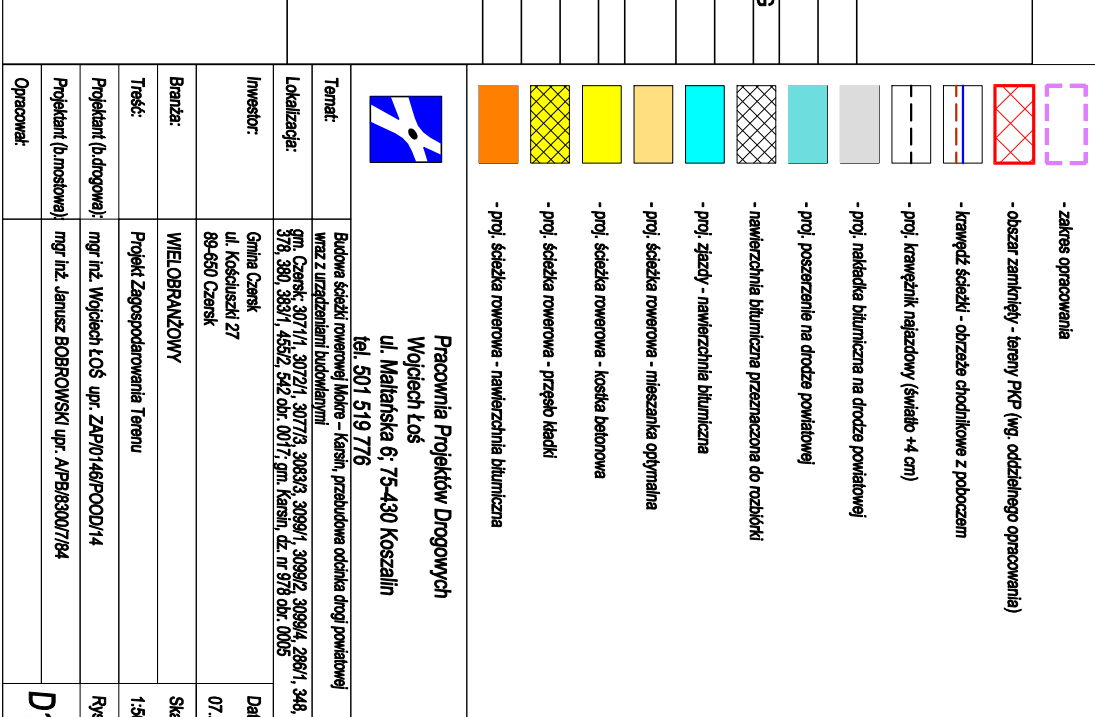 - zakres opracowania
- obszar zamknięty - tereny PKP (wg. oddzielnego opracowania)
- krawędź ścieżki - obrzeże chodnikowe z poboczem
- proj. krawężnik najazdowy (światło +4 cm)
- proj. nakładka bitumiczna na drodze powiatowej
- proj. poszerzenie na drodze powiatowej
- nawierzchnia bitumiczna przeznaczona do rozbiórki
- proj. zjazdy - nawierzchnia bitumiczna
- proj. ścieżka rowerowa - mieszanka optymalna
- proj. ścieżka rowerowa - kostka betonowa
- proj. ścieżka rowerowa - przęsło kładki
- proj. ścieżka rowerowa - nawierzchnia bitumiczna
Pracownia Projektów Drogowych
Wojciech Łoś
ul. Maltańska 6; 75-430 Koszalin
tel. 501 519 776
Temat: Budowa ścieżki rowerowej Mokre – Karsin, przebudowa odcinka drogi powiatowej
wraz z urządzeniami budowlanymi
Lokalizacja: gm. Czersk; 3071/1, 3072/1, 3077/3, 3083/3, 3099/1, 3099/2, 3099/4, 286/1, 348,
378, 380, 383/1, 455/2, 542 obr. 0017; gm. Karsin, dz. nr 978 obr. 0005
Inwestor: Gmina Czersk
ul. Kościuszki 27
89-650 Czersk
07.
Branża: WIELOBRANŻOWY
Treść: Projekt Zagospodarowania Terenu
Projektant (b.drogowa): mgr inż. Wojciech ŁOŚ upr. ZAP/0146/POOD/14
Projektant (b.mostowa): mgr inż. Janusz BOBROWSKI upr. A/PB/8300/7/84
Opracował: